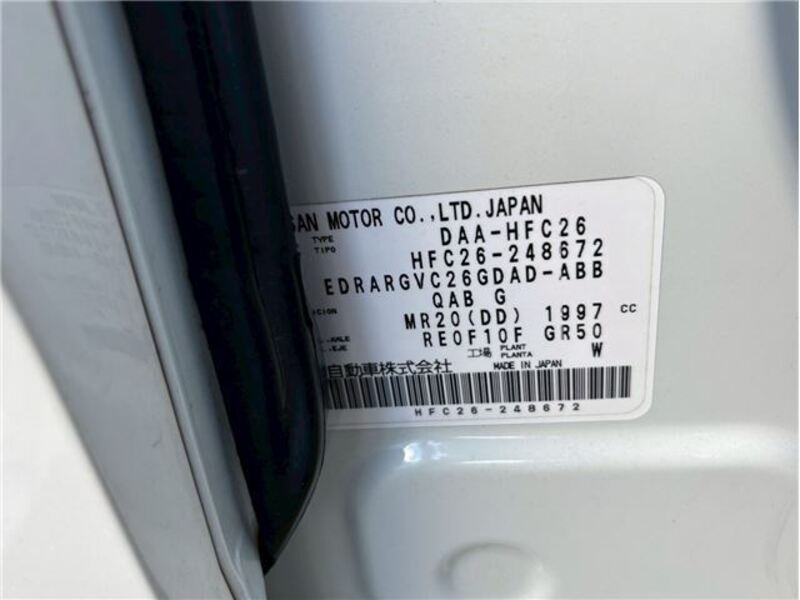 SAN MOTOR CO.,LTD.JAPAN
TYPE
TIPO
DAA-HFC26
HFC26-248672
EDRARGVC26GDAD-ABB
QAB G
MR20(DD) 1997 CC
RE0F10F GR50
工場 PLANT PLANTA W
自動車株式会社 MADE IN JAPAN
HFC26-248672